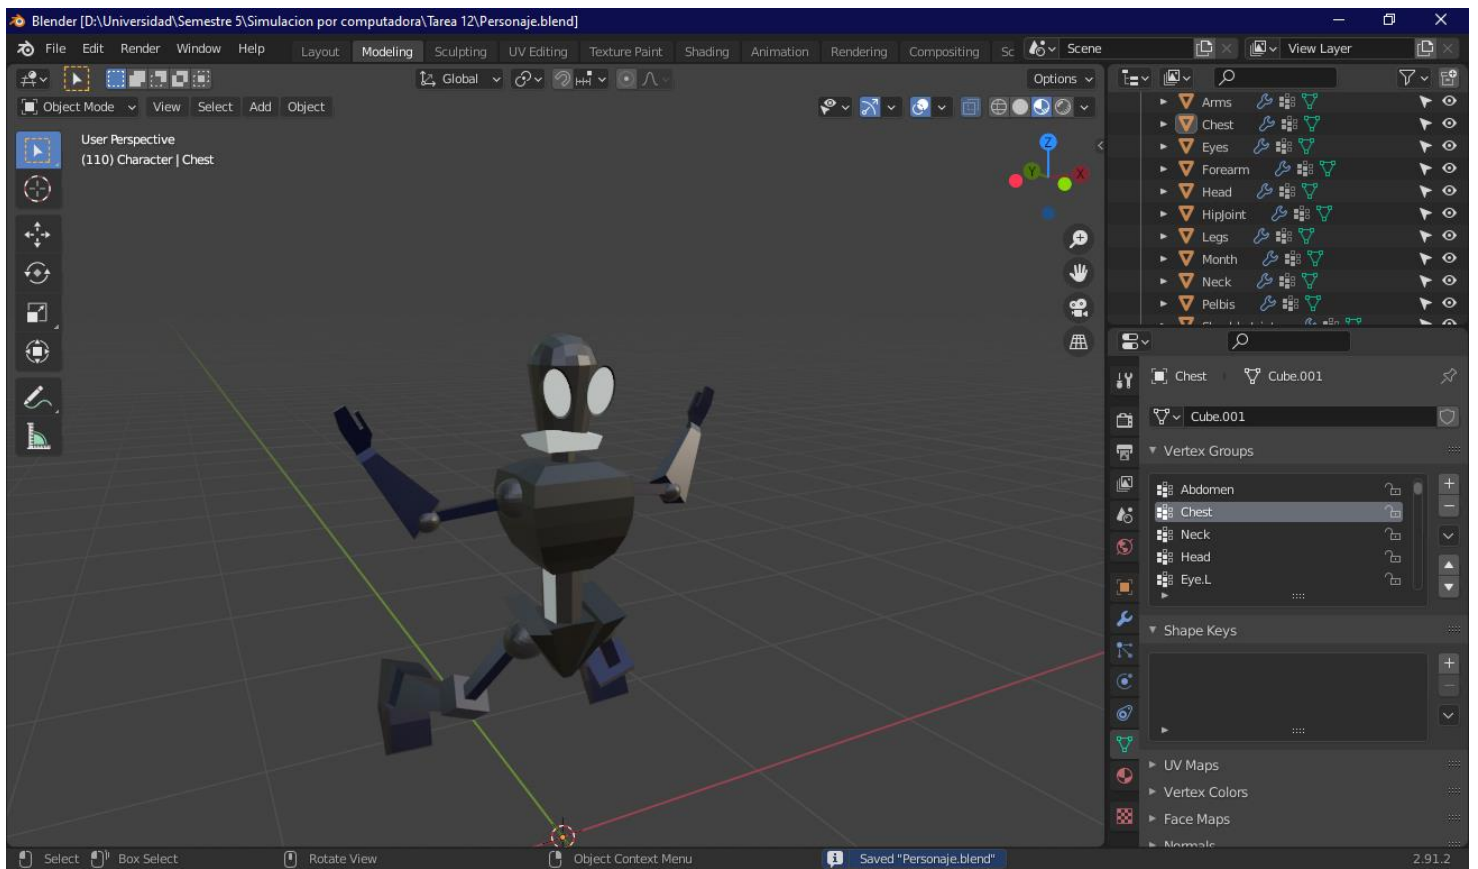 Blender [D:\Universidad\Semestre 5\Simulacion por computadora\Tarea 12\Personaje.blend]
File Edit Render Window Help Layout Modeling Sculpting UV Editing Texture Paint Shading Animation Rendering Compositing Sc Scene View Layer
Global Options
Object Mode View Select Add Object
User Perspective
(110) Character | Chest
Z
Y
X
Arms
Chest
Eyes
Forearm
Head
HipJoint
Legs
Month
Neck
Pelbis
Chest Cube.001
Cube.001
Vertex Groups
Abdomen
Chest
Neck
Head
Eye.L
Shape Keys
UV Maps
Vertex Colors
Face Maps
Normals
Select Box Select Rotate View Object Context Menu Saved "Personaje.blend" 2.91.2